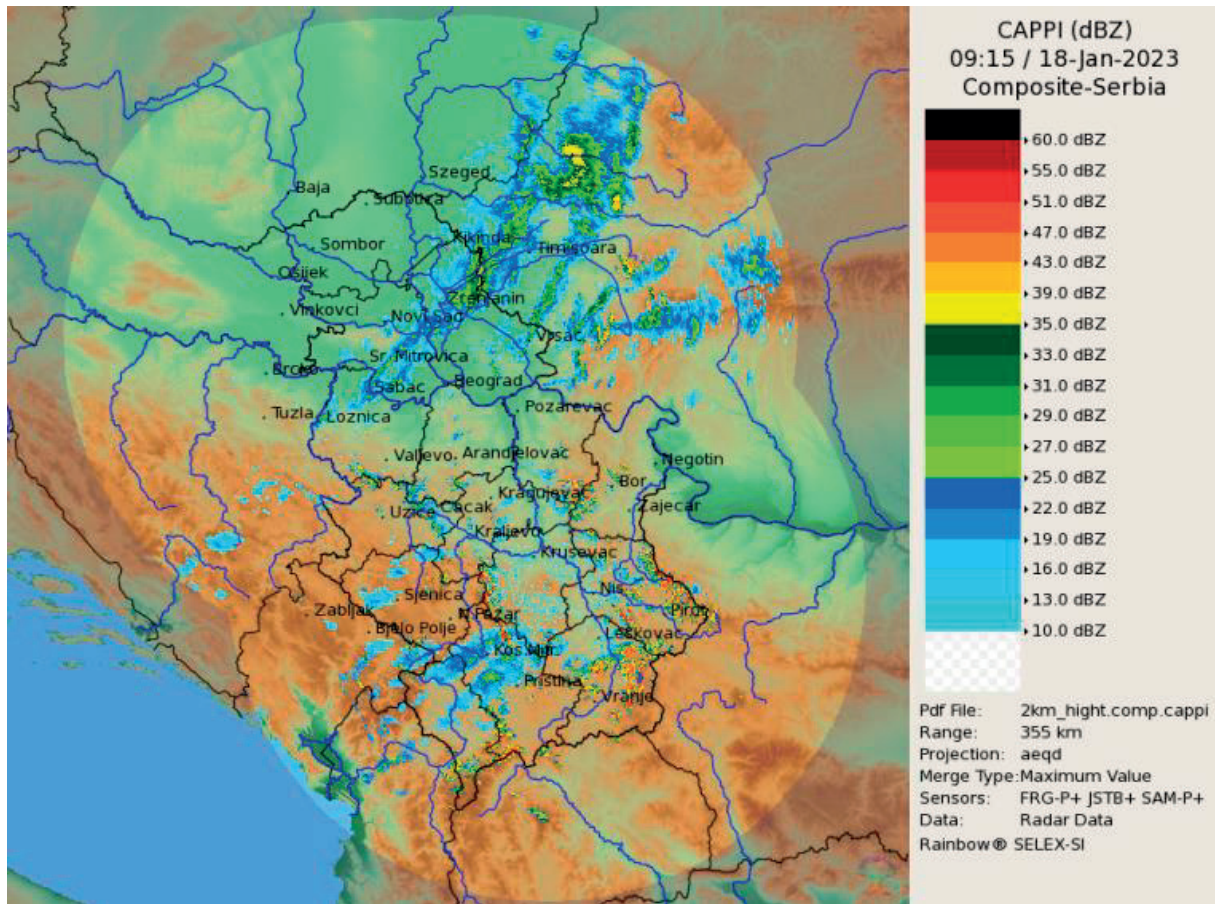 CAPPI (dBZ)
09:15 / 18-Jan-2023
Composite-Serbia
60.0 dBZ
55.0 dBZ
51.0 dBZ
47.0 dBZ
43.0 dBZ
39.0 dBZ
35.0 dBZ
33.0 dBZ
31.0 dBZ
29.0 dBZ
27.0 dBZ
25.0 dBZ
22.0 dBZ
19.0 dBZ
16.0 dBZ
13.0 dBZ
10.0 dBZ
Pdf File: 2km_hight.comp.cappi
Range: 355 km
Projection: aeqd
Merge Type:Maximum Value
Sensors: FRG-P+ JSTB+ SAM-P+
Data: Radar Data
Rainbow® SELEX-SI
Szeged
Baja
Subotica
Sombor
Kikinda
Timisoara
Osijek
Zrenjanin
Vinkovci
Novi Sad
Vrsac
Sr. Mitrovica
Brcko
Sabac
Beograd
Pozarevac
Tuzla
Loznica
Valjevo
Arandjelovac
Negotin
Bor
Kragujevac
Zajecar
Uzice
Cacak
Kraljevo
Krusevac
Nis
Sjenica
Zabljak
N.Pazar
Pirot
Bjelo Polje
Leskovac
Kos.Mitr.
Pristina
Vranje